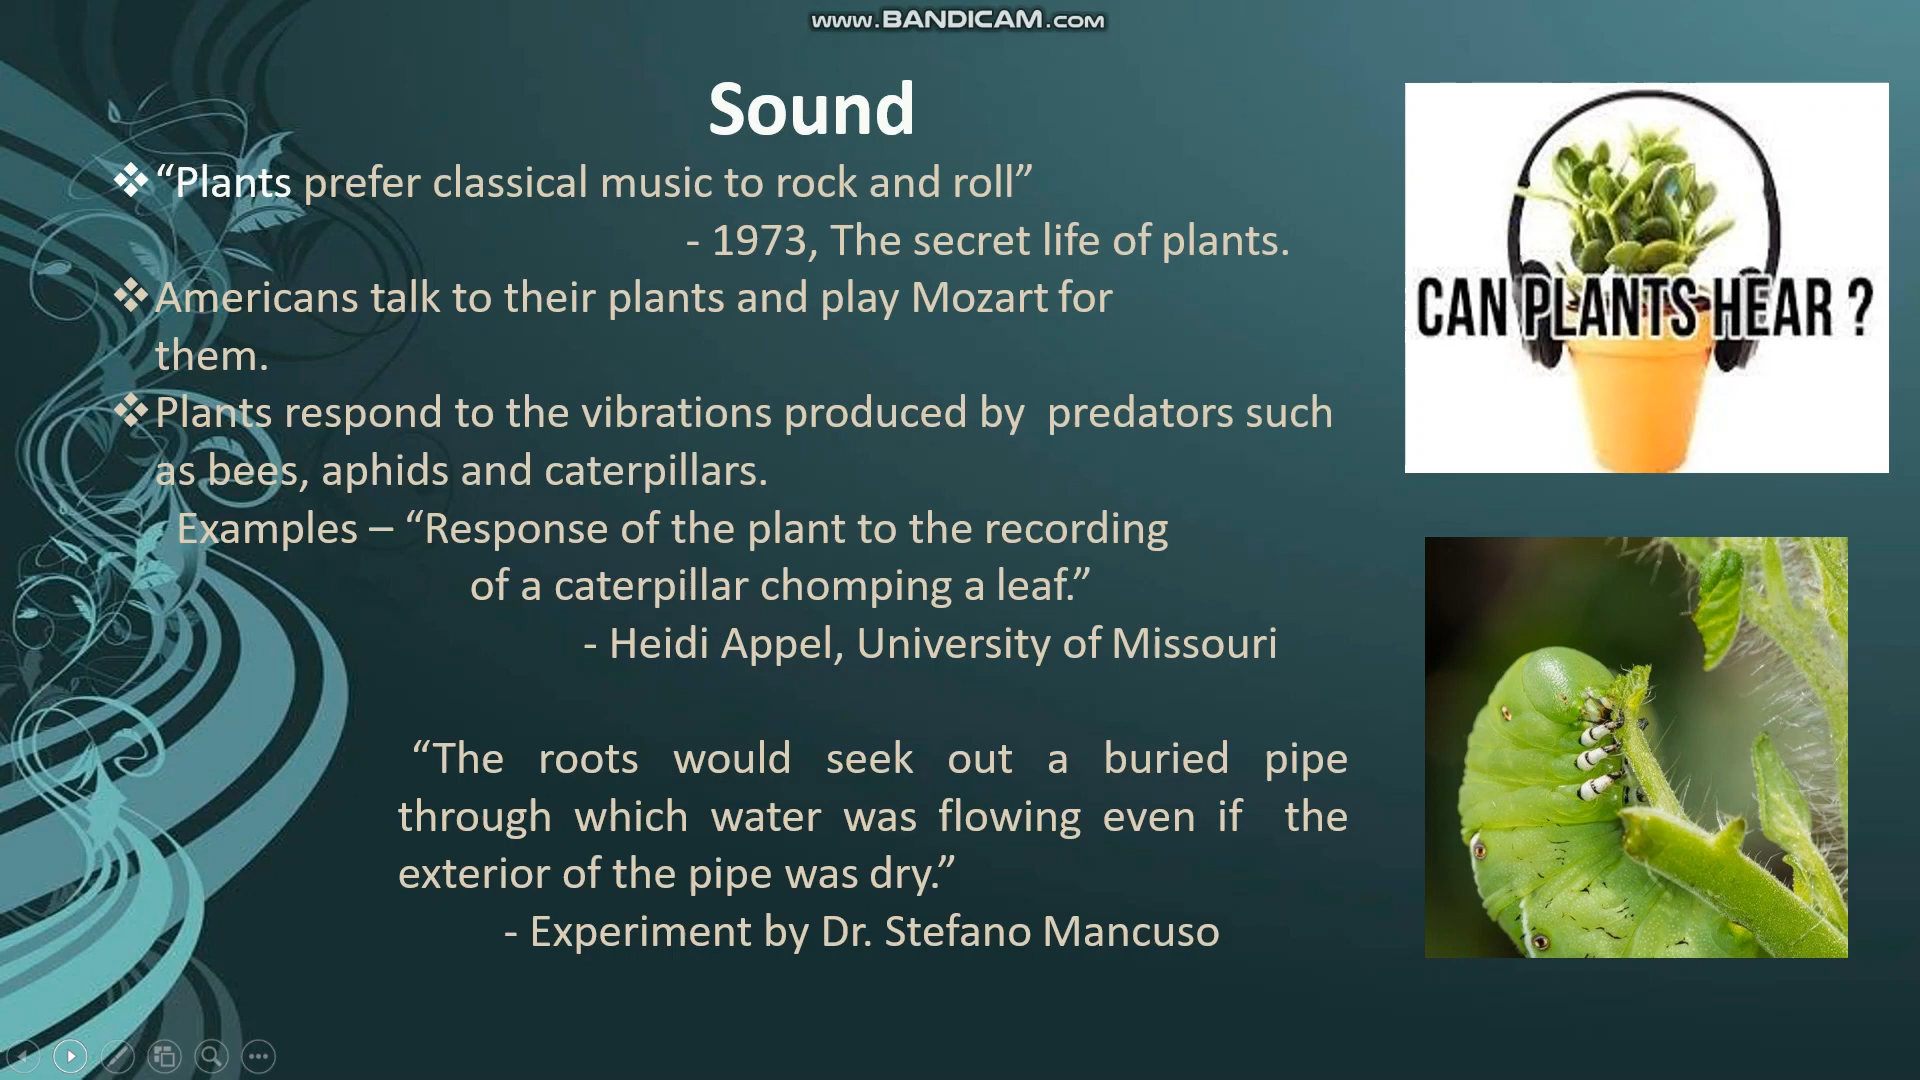 www.BANDICAM.com
Sound
❖“Plants prefer classical music to rock and roll”
- 1973, The secret life of plants.
❖Americans talk to their plants and play Mozart for
them.
❖Plants respond to the vibrations produced by  predators such
as bees, aphids and caterpillars.
Examples – “Response of the plant to the recording
of a caterpillar chomping a leaf.”
- Heidi Appel, University of Missouri
“The roots would seek out a buried pipe
through which water was flowing even if the
exterior of the pipe was dry.”
- Experiment by Dr. Stefano Mancuso
CAN PLANTS HEAR ?